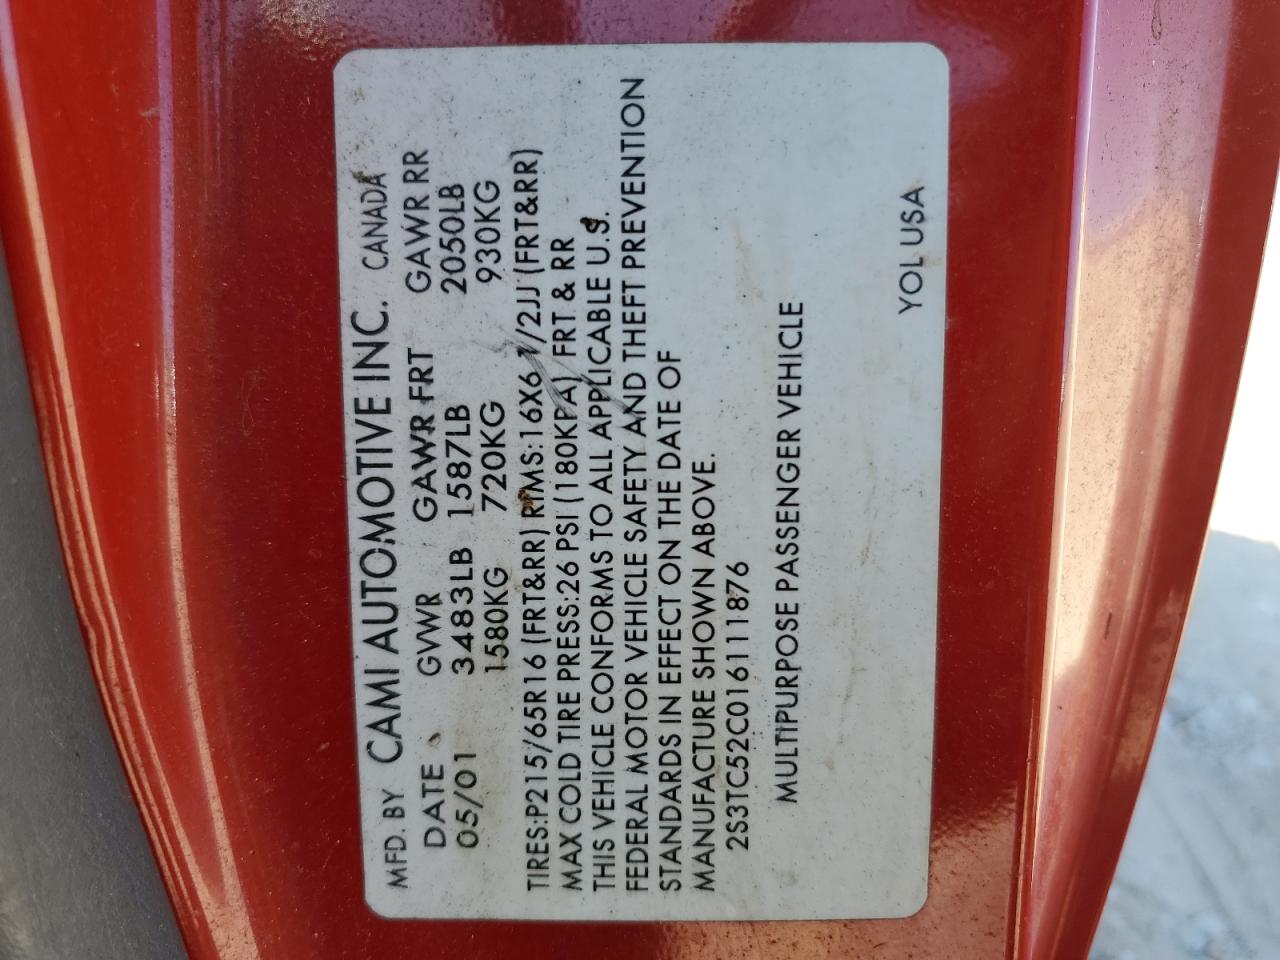 MFD. BY CAMI AUTOMOTIVE INC. CANADA
DATE GVWR GAWR FRT GAWR RR
05/01 3483LB 1587LB 2050LB
1580KG 720KG 930KG
TIRES:P215/65R16 (FRT&RR) RIMS:16X6 1/2JJ (FRT&RR)
MAX COLD TIRE PRESS:26 PSI (180KPA) FRT & RR
THIS VEHICLE CONFORMS TO ALL APPLICABLE U.S.
FEDERAL MOTOR VEHICLE SAFETY AND THEFT PREVENTION
STANDARDS IN EFFECT ON THE DATE OF
MANUFACTURE SHOWN ABOVE.
2S3TC52C016111876
MULTIPURPOSE PASSENGER VEHICLE
YOL USA